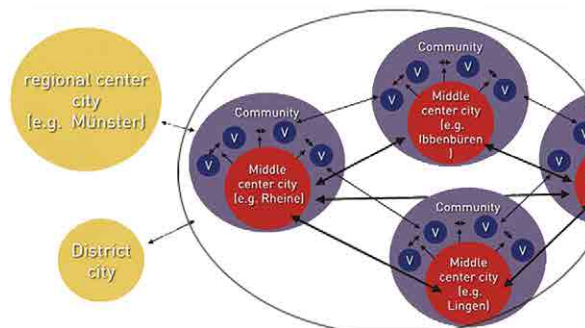 regional center
city
(e.g. Münster)
District
city
Community
V
V
V
V
Middle
center city
(e.g. Rheine)
Community
V
V
V
V
Middle
center city
(e.g.
Ibbenbüren
)
Community
V
V
V
V
Middle
center city
(e.g.
Lingen)
V
V